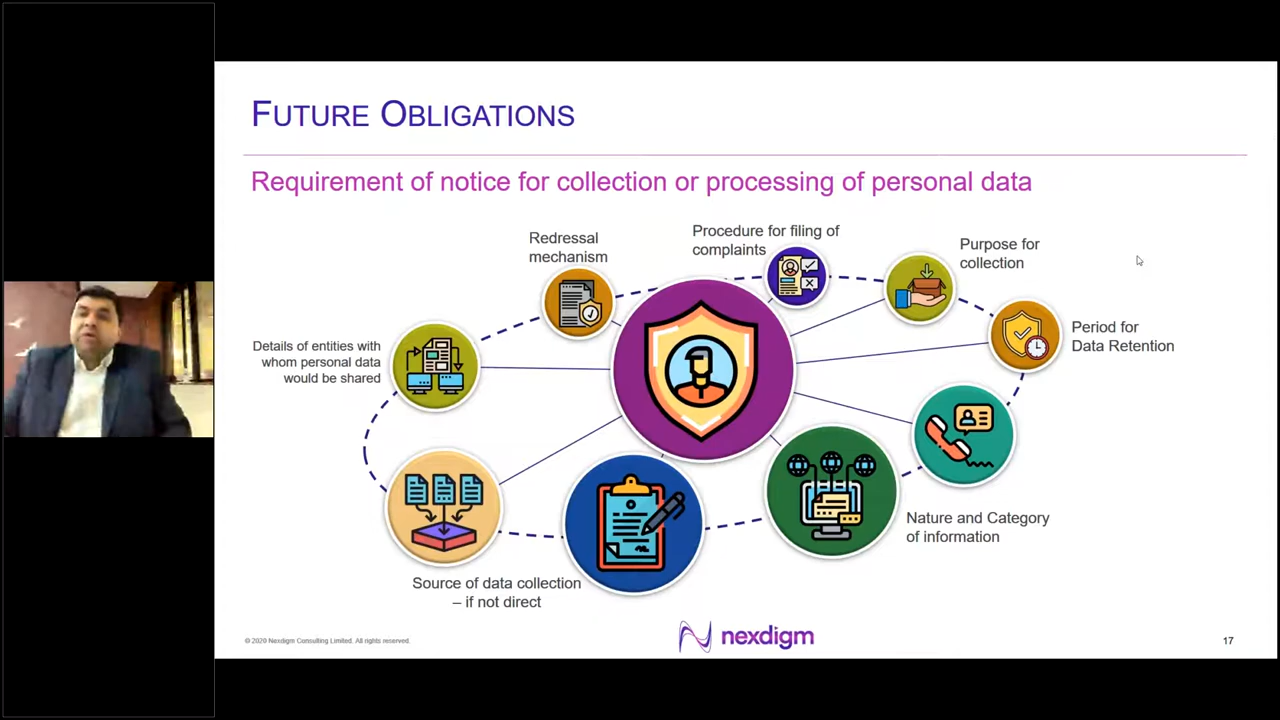 FUTURE OBLIGATIONS
Requirement of notice for collection or processing of personal data
Redressal
mechanism
Procedure for filing of
complaints
Purpose for
collection
Period for
Data Retention
Details of entities with
whom personal data
would be shared
Nature and Category
of information
Source of data collection
– if not direct
© 2020 Nexdigm Consulting Limited. All rights reserved.
nexdigm
17